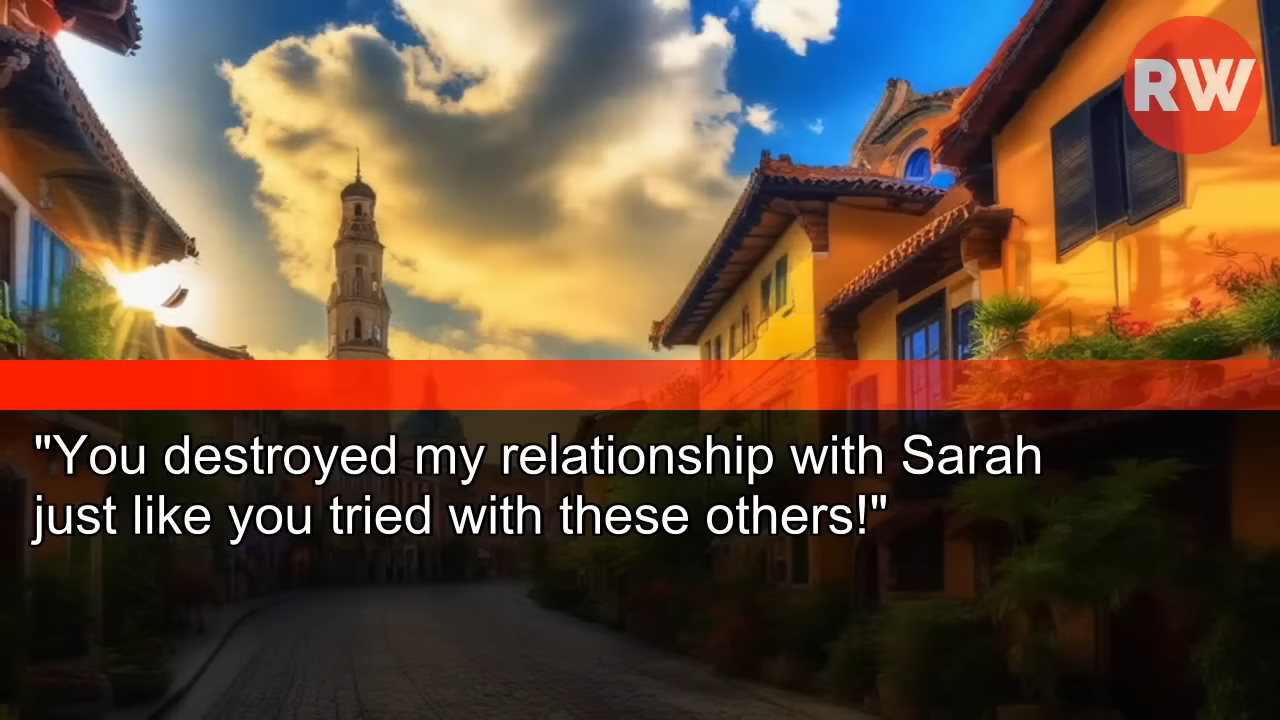 RW
"You destroyed my relationship with Sarah
just like you tried with these others!"